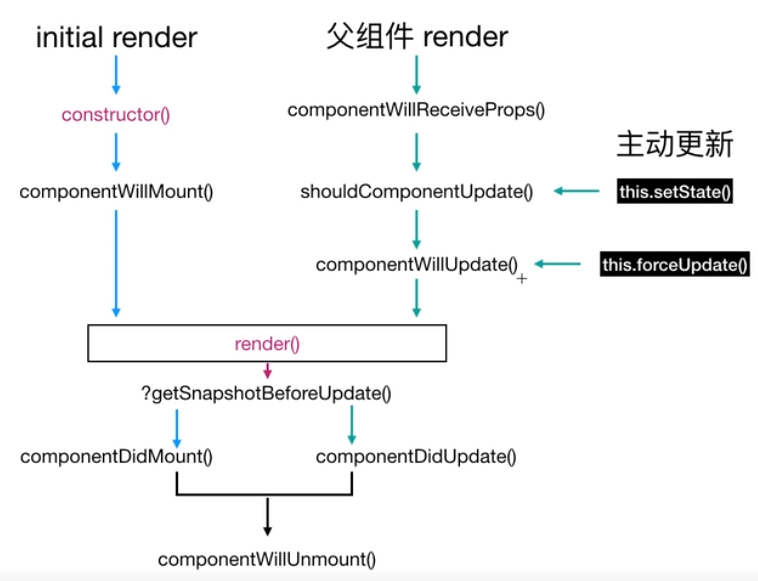 initial render
父组件 render
constructor()
componentWillReceiveProps()
主动更新
componentWillMount()
shouldComponentUpdate()
this.setState()
componentWillUpdate()
this.forceUpdate()
render()
?getSnapshotBeforeUpdate()
componentDidMount()
componentDidUpdate()
componentWillUnmount()